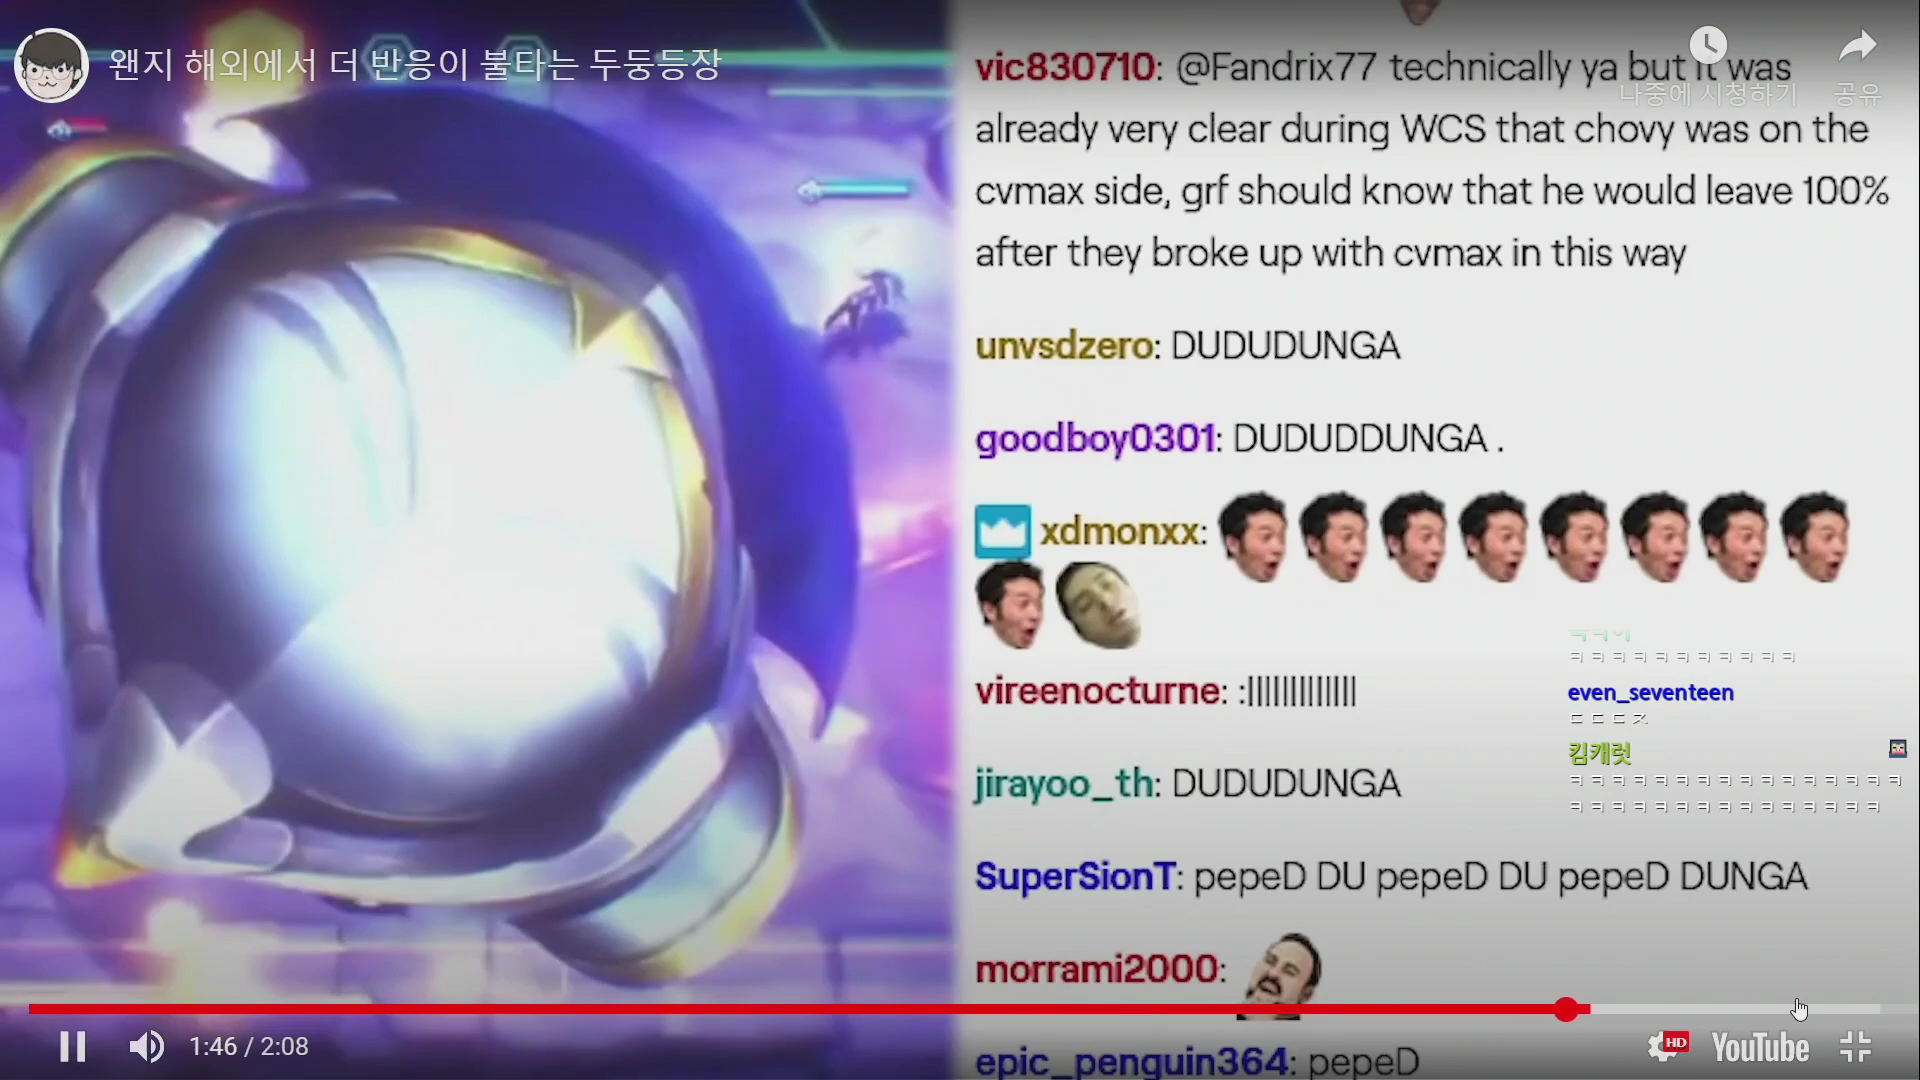 왠지 해외에서 더 반응이 불타는 두둥등장
나중에 시청하기
공유
vic830710: @Fandrix77 technically ya but it was
already very clear during WCS that chovy was on the
cvmax side, grf should know that he would leave 100%
after they broke up with cvmax in this way
unvsdzero: DUDUDUNGA
goodboy0301: DUDUDDUNGA .
xdmonxx:
vireenocturne: :|||||||||||||
jirayoo_th: DUDUDUNGA
SuperSionT: pepeD DU pepeD DU pepeD DUNGA
morrami2000:
epic_penguin364: pepeD
ㅋㅋㅋㅋㅋㅋㅋㅋㅋㅋㅋ
even_seventeen
ㄷㄷㄷㅈ
킴캐럿
ㅋㅋㅋㅋㅋㅋㅋㅋㅋㅋㅋㅋㅋㅋㅋㅋ
ㅋㅋㅋㅋㅋㅋㅋㅋㅋㅋㅋㅋㅋㅋㅋ
1:46 / 2:08
HD
YouTube